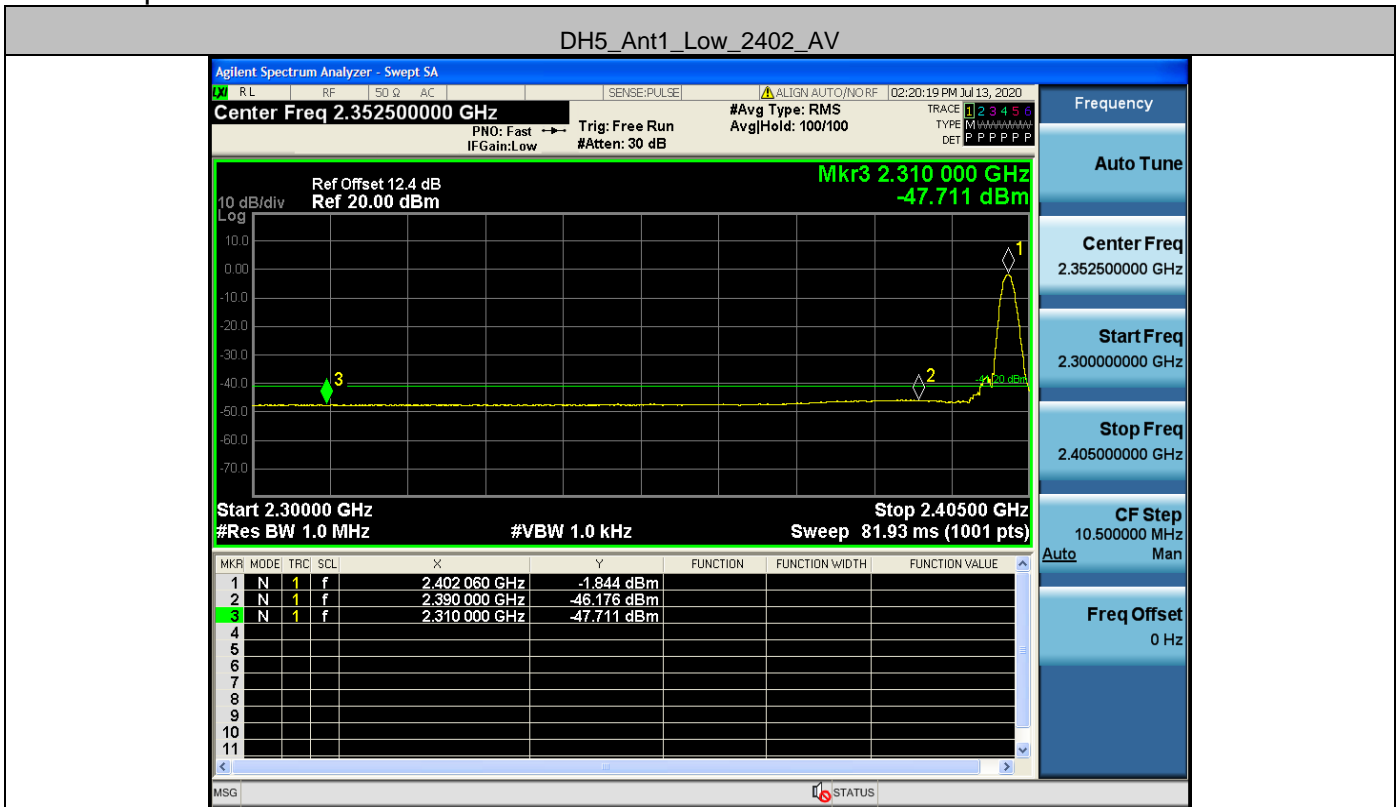 DH5_Ant1_Low_2402_AV
Agilent Spectrum Analyzer - Swept SA
LXI RL RF 50 Ω AC SENSE:PULSE ALIGN AUTO/NO RF 02:20:19 PM Jul 13, 2020
Center Freq 2.352500000 GHz #Avg Type: RMS TRACE 1 2 3 4 5 6
PNO: Fast Trig: Free Run Avg|Hold: 100/100 TYPE M
IFGain:Low #Atten: 30 dB DET P P P P P P
Mkr3 2.310 000 GHz
Ref Offset 12.4 dB
10 dB/div Ref 20.00 dBm -47.711 dBm
Log
10.0
0.00
-10.0
-20.0
-30.0
-40.0
-50.0
-60.0
-70.0
1
2
3
Start 2.30000 GHz Stop 2.40500 GHz
#Res BW 1.0 MHz #VBW 1.0 kHz Sweep 81.93 ms (1001 pts)
MKR MODE TRC SCL X Y FUNCTION FUNCTION WIDTH FUNCTION VALUE
1 N 1 f 2.402 060 GHz -1.844 dBm
2 N 1 f 2.390 000 GHz -46.176 dBm
3 N 1 f 2.310 000 GHz -47.711 dBm
4
5
6
7
8
9
10
11
MSG STATUS
Frequency
Auto Tune
Center Freq
2.352500000 GHz
Start Freq
2.300000000 GHz
Stop Freq
2.405000000 GHz
CF Step
10.500000 MHz
Auto Man
Freq Offset
0 Hz